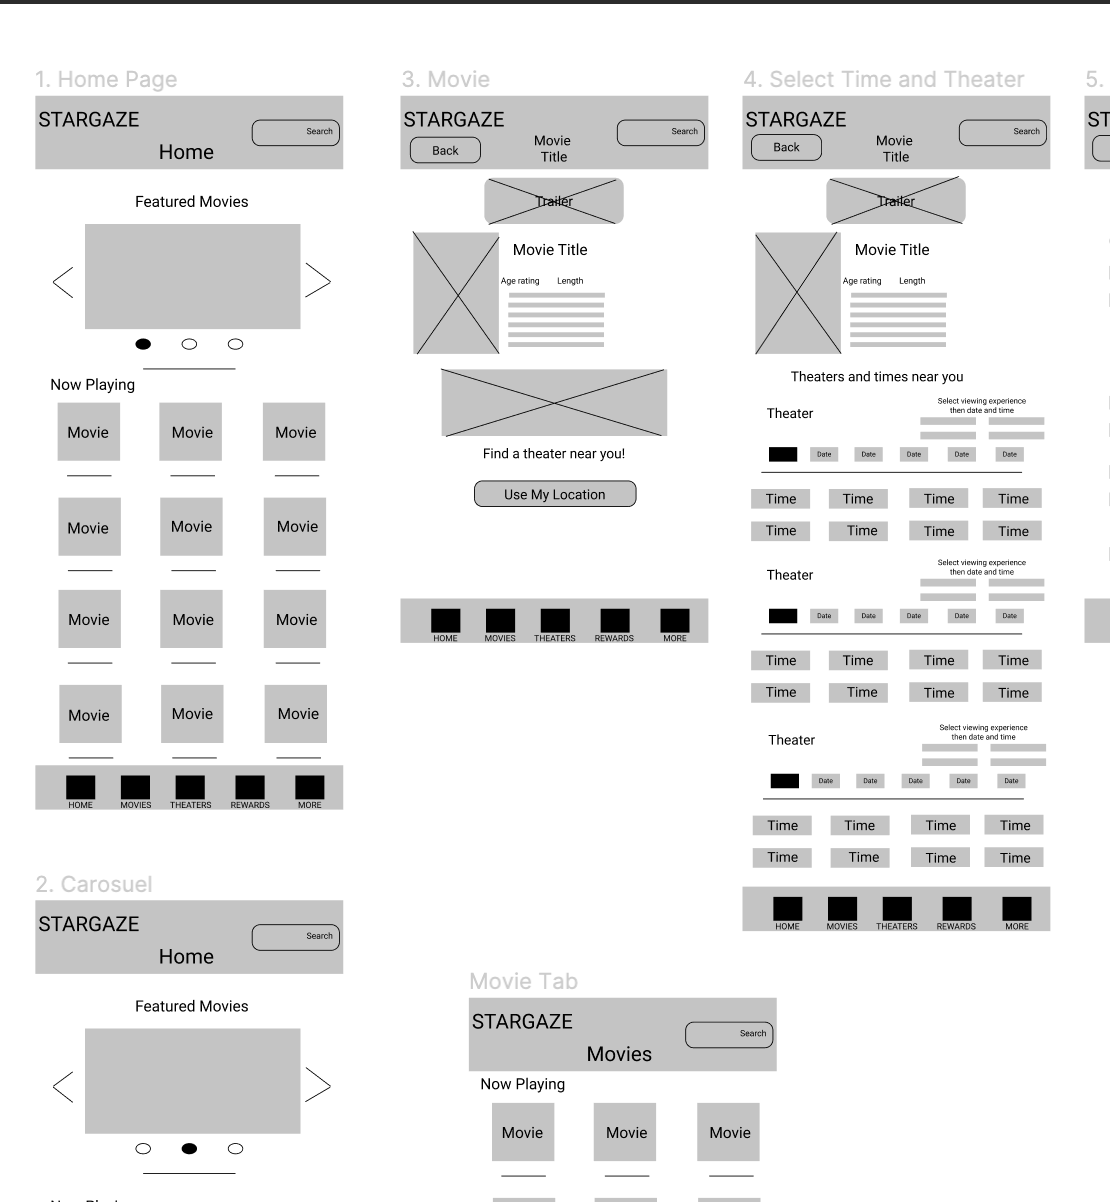 1. Home Page
STARGAZE
Search
Home
Featured Movies
Now Playing
Movie Movie Movie
Movie Movie Movie
Movie Movie Movie
Movie Movie Movie
HOME MOVIES THEATERS REWARDS MORE
2. Carosuel
STARGAZE
Search
Home
Featured Movies
3. Movie
STARGAZE
Search
Back
Movie
Title
Trailer
Movie Title
Age rating Length
Find a theater near you!
Use My Location
HOME MOVIES THEATERS REWARDS MORE
4. Select Time and Theater
STARGAZE
Search
Back
Movie
Title
Trailer
Movie Title
Age rating Length
Theaters and times near you
Theater
Select viewing experience
then date and time
Date Date Date Date Date
Time Time Time Time
Time Time Time Time
Theater
Select viewing experience
then date and time
Date Date Date Date Date
Time Time Time Time
Time Time Time Time
Theater
Select viewing experience
then date and time
Date Date Date Date Date
Time Time Time Time
Time Time Time Time
HOME MOVIES THEATERS REWARDS MORE
Movie Tab
STARGAZE
Search
Movies
Now Playing
Movie Movie Movie
5.
ST